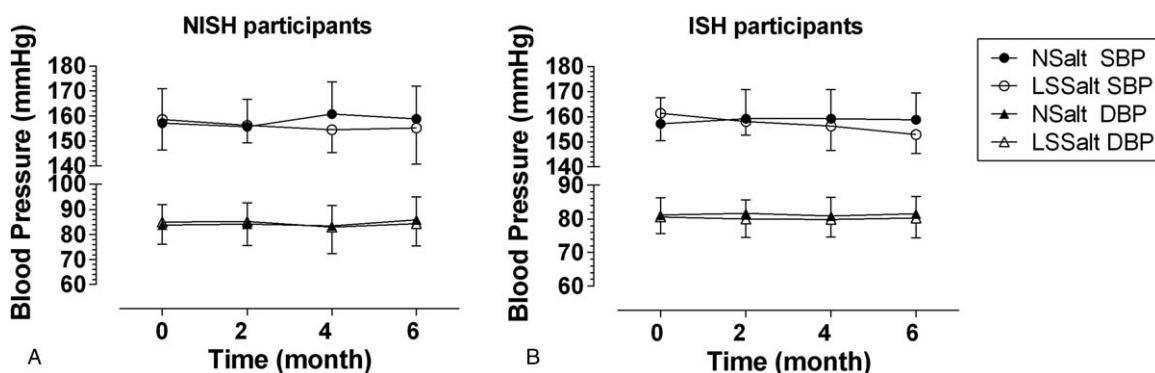 NISH participants
Blood Pressure (mmHg)
180
170
160
150
140
100
90
80
70
60
0 2 4 6
Time (month)
A
ISH participants
Blood Pressure (mmHg)
180
170
160
150
140
90
80
70
60
0 2 4 6
Time (month)
B
NSalt SBP
LSSalt SBP
NSalt DBP
LSSalt DBP